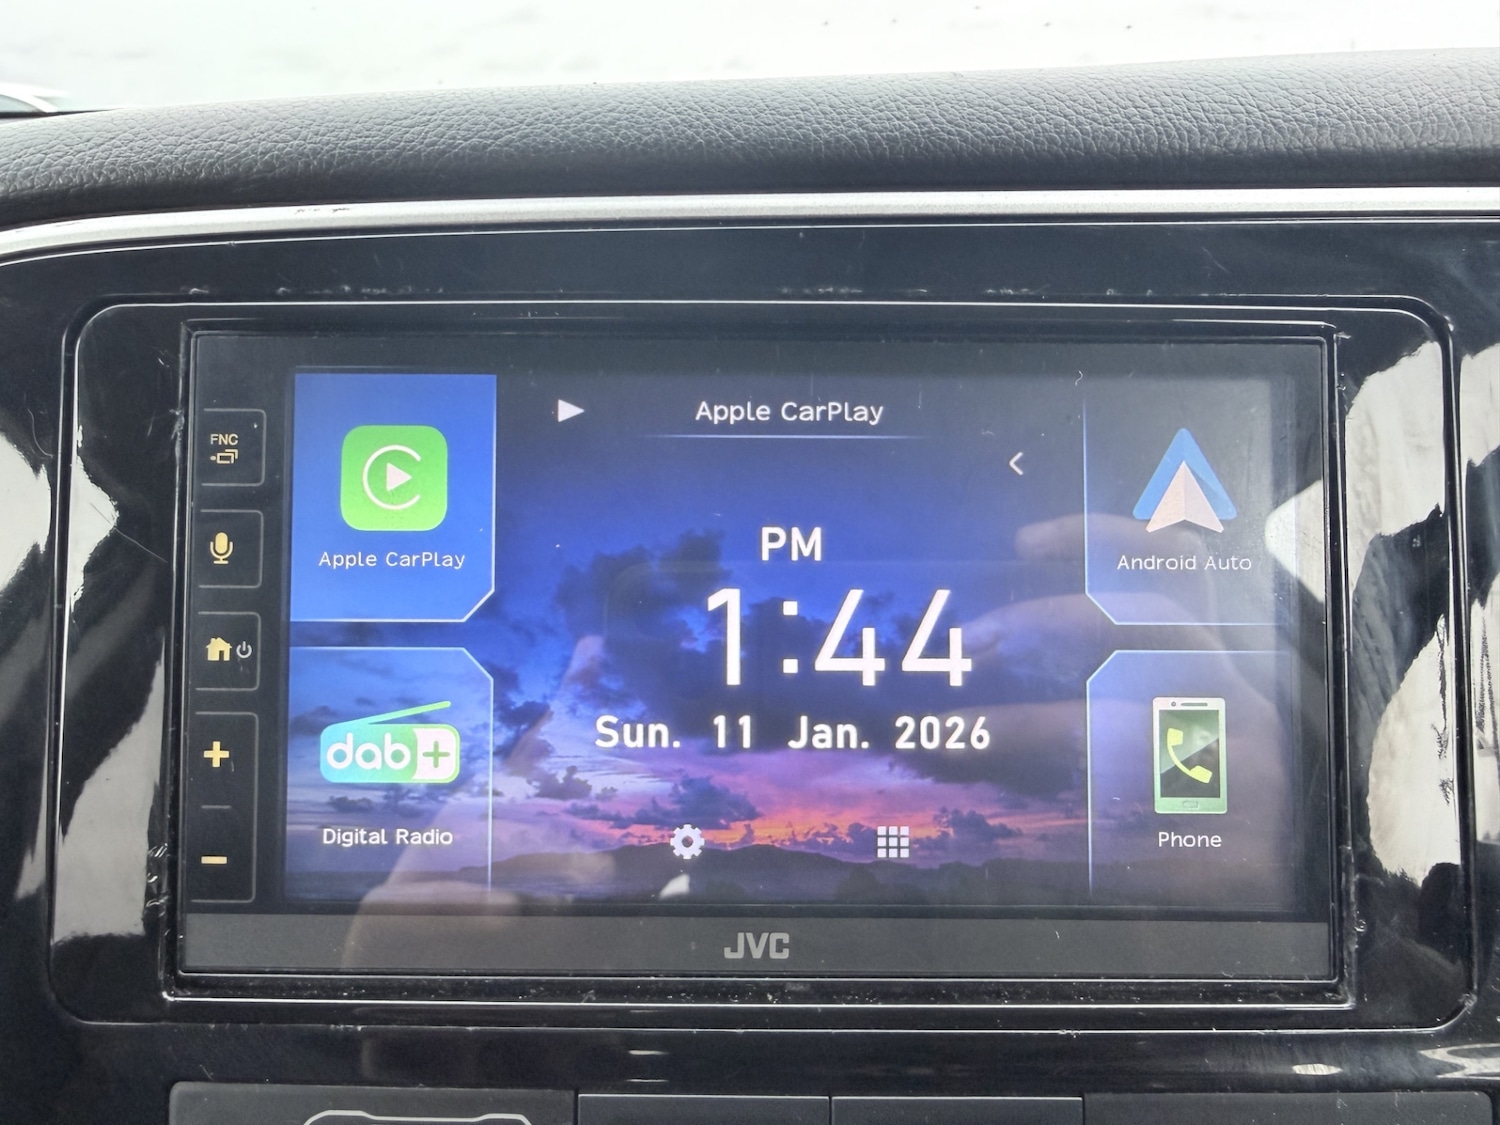 FNC
Apple CarPlay
Apple CarPlay
Android Auto
PM
1:44
Sun. 11 Jan. 2026
dab+
Digital Radio
Phone
JVC